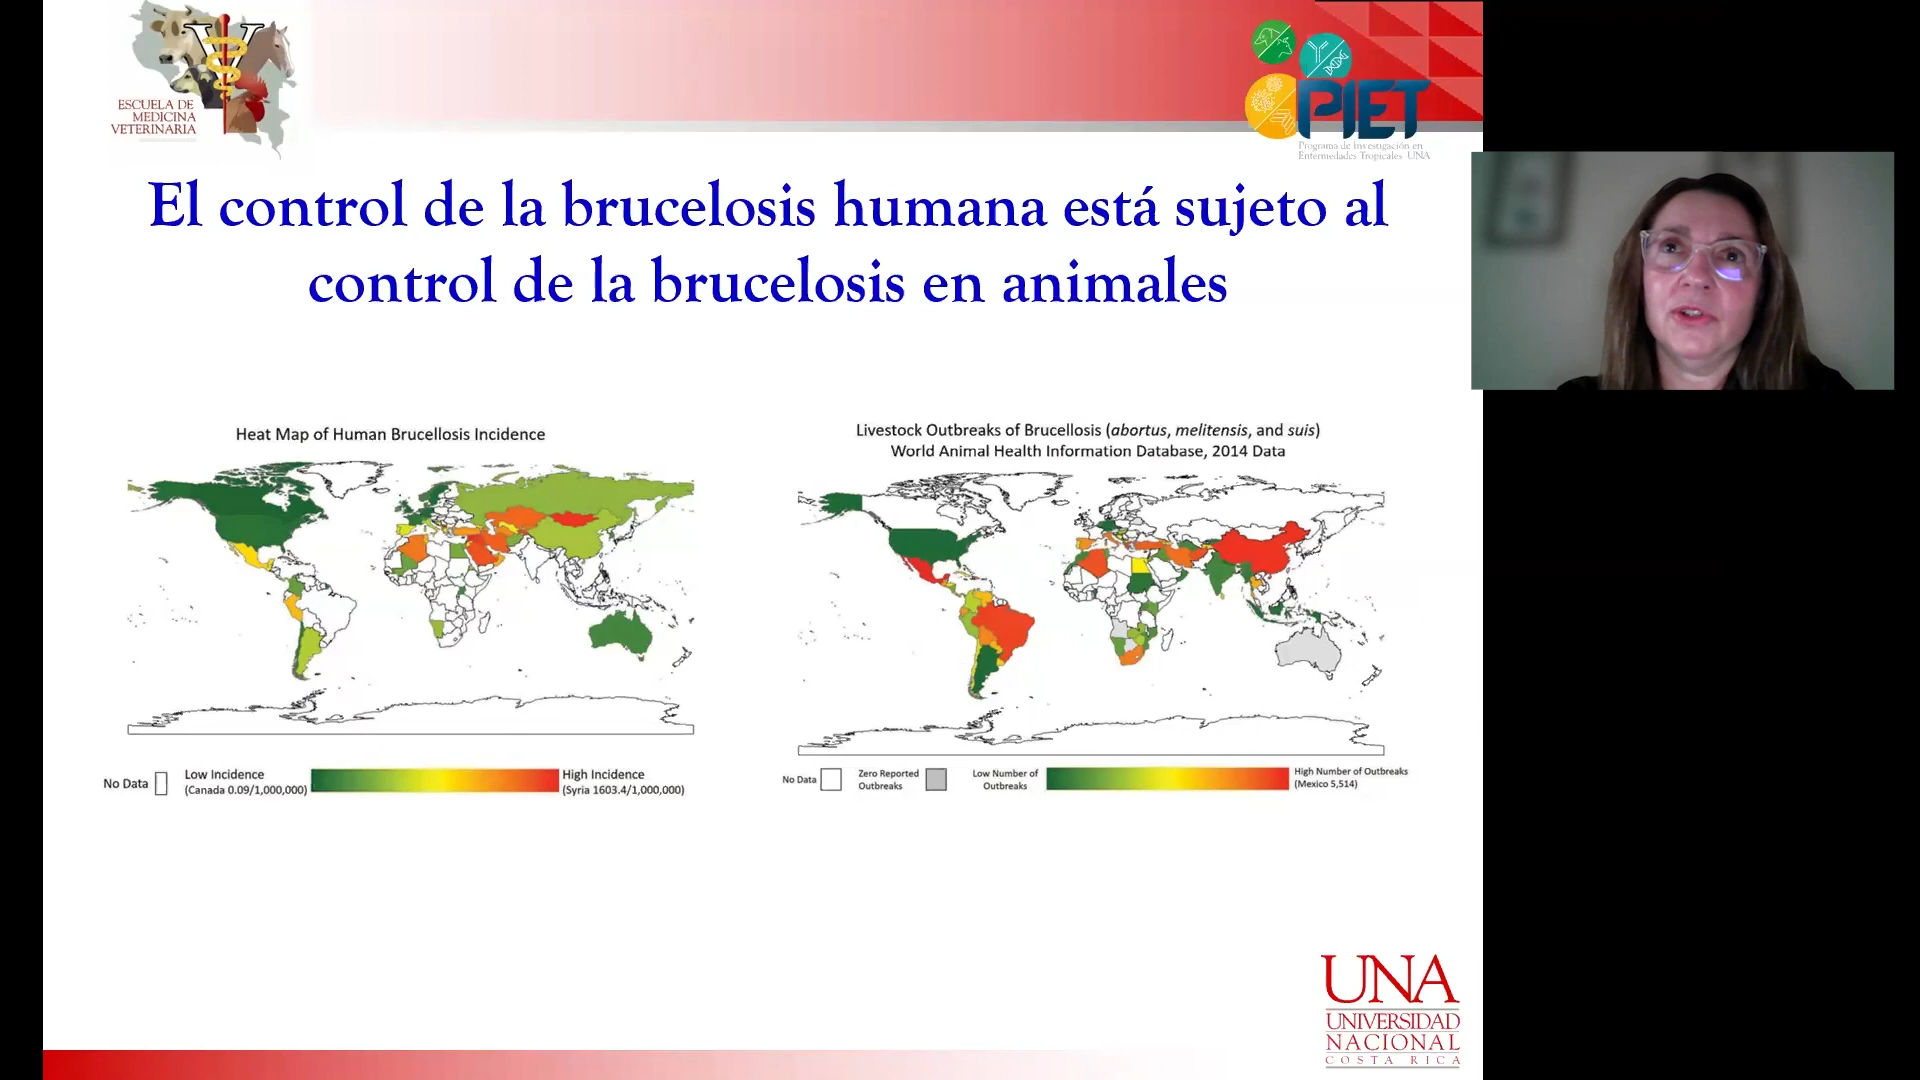 ESCUELA DE
MEDICINA
VETERINARIA
PIET
Programa de Investigación en
Enfermedades Tropicales UNA
El control de la brucelosis humana está sujeto al
control de la brucelosis en animales
Heat Map of Human Brucellosis Incidence
No Data
Low Incidence
(Canada 0.09/1,000,000)
High Incidence
(Syria 1603.4/1,000,000)
Livestock Outbreaks of Brucellosis (abortus, melitensis, and suis)
World Animal Health Information Database, 2014 Data
No Data
Zero Reported
Outbreaks
Low Number of
Outbreaks
High Number of Outbreaks
(Mexico 5,514)
UNA
UNIVERSIDAD
NACIONAL
COSTA RICA